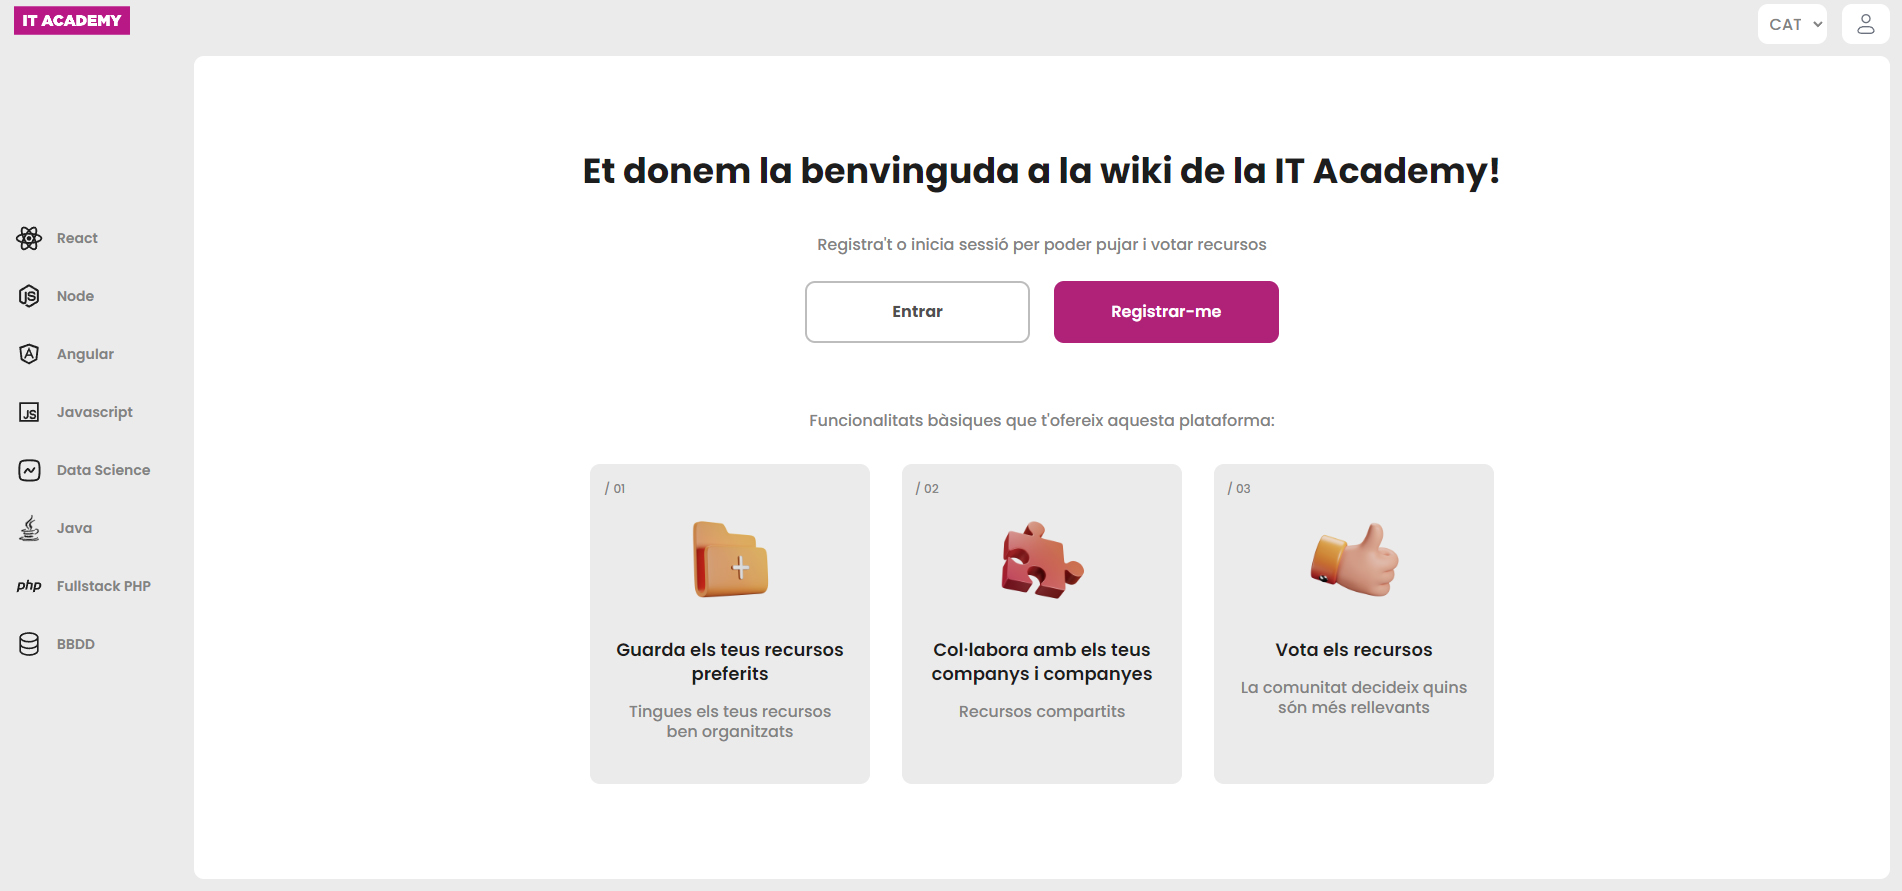 IT ACADEMY
CAT
React
Node
Angular
JS
Javascript
Data Science
Java
php
Fullstack PHP
BBDD
Et donem la benvinguda a la wiki de la IT Academy!
Registra't o inicia sessió per poder pujar i votar recursos
Entrar
Registrar-me
Funcionalitats bàsiques que t'ofereix aquesta plataforma:
/ 01
Guarda els teus recursos
preferits
Tingues els teus recursos
ben organitzats
/ 02
Col·labora amb els teus
companys i companyes
Recursos compartits
/ 03
Vota els recursos
La comunitat decideix quins
són més rellevants